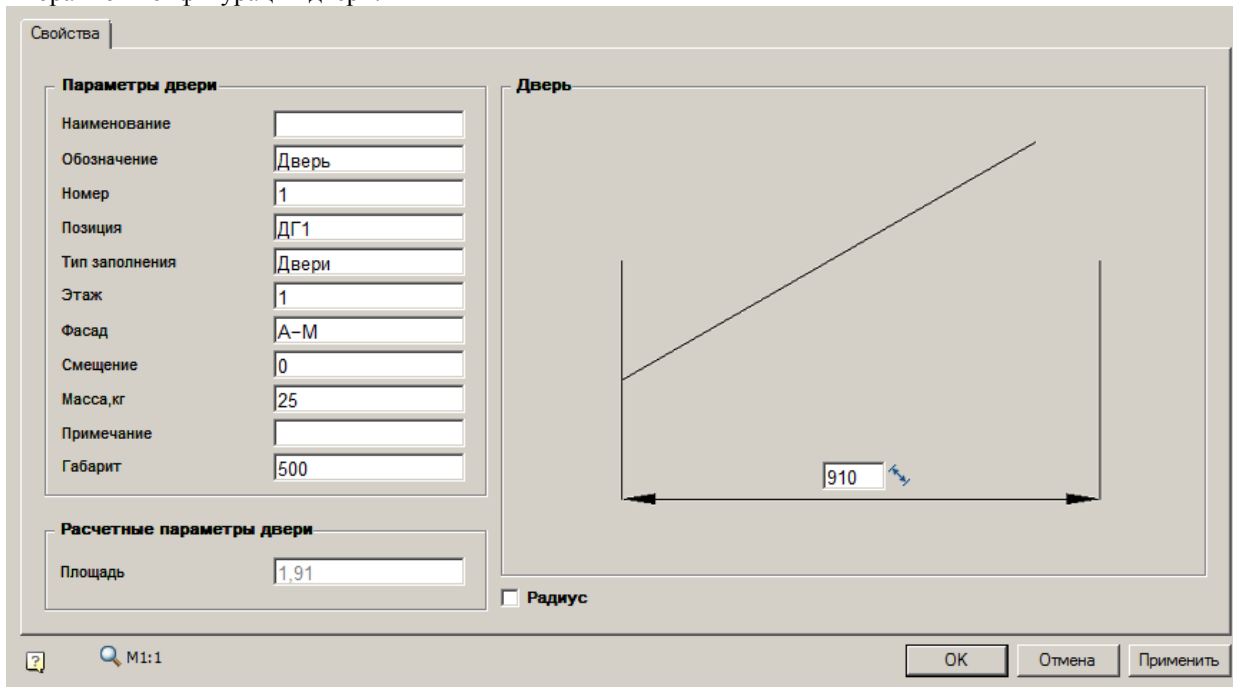 Свойства
Параметры двери
Наименование
Обозначение Дверь
Номер 1
Позиция ДГ1
Тип заполнения Двери
Этаж 1
Фасад А–М
Смещение 0
Масса,кг 25
Примечание
Габарит 500
Расчетные параметры двери
Площадь 1,91
Дверь
910
Радиус
? М1:1
OK Отмена Применить